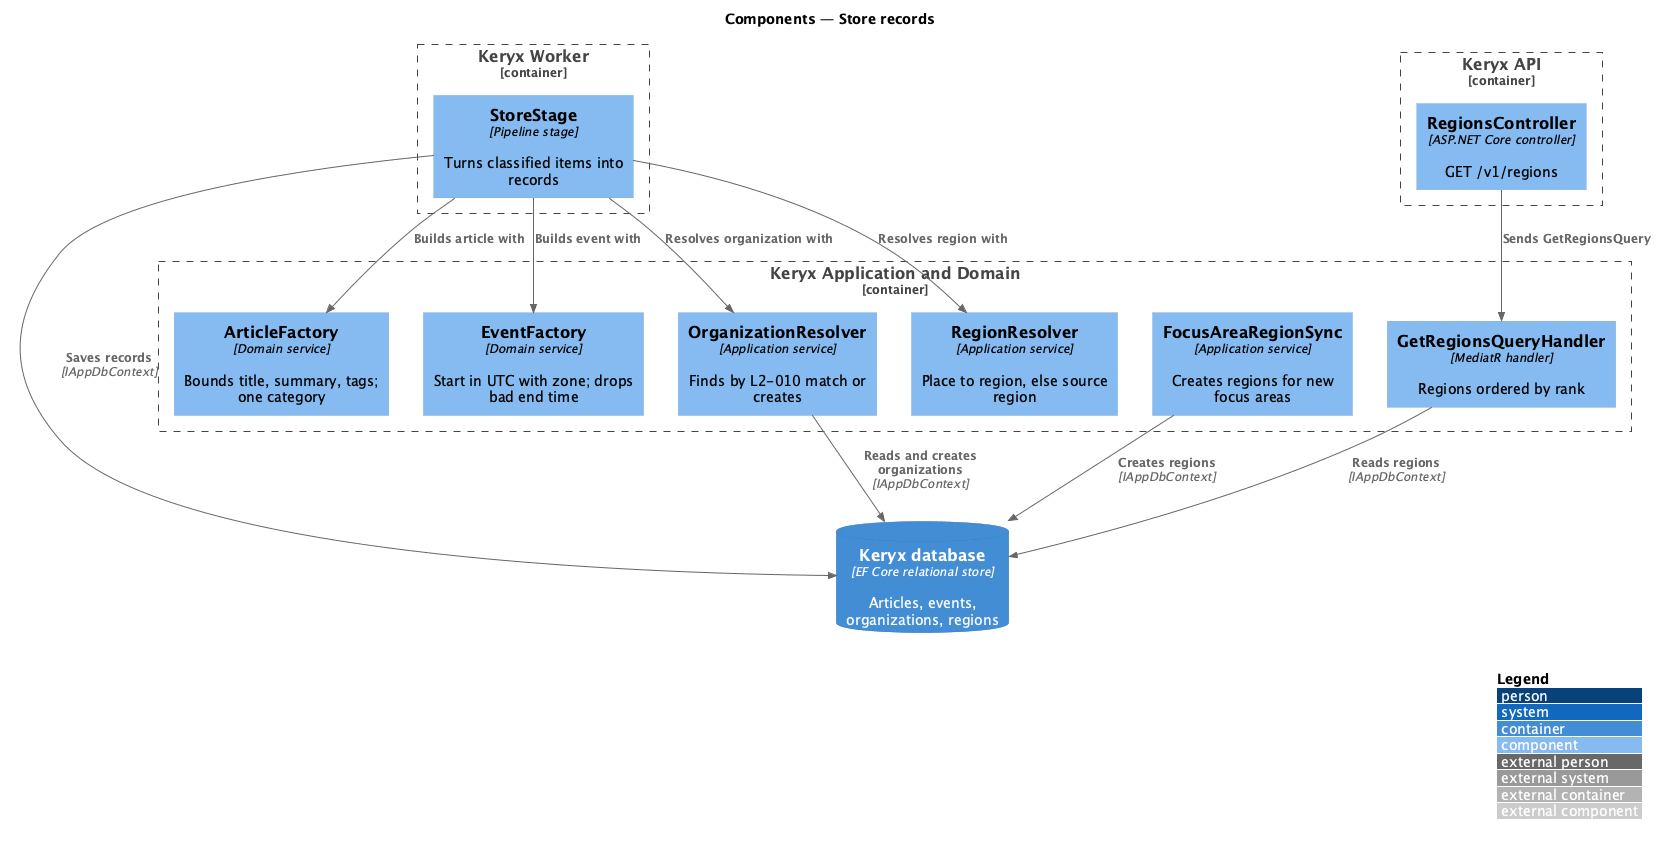 Components — Store records
Keryx Worker
[container]
StoreStage
[Pipeline stage]
Turns classified items into
records
Keryx API
[container]
RegionsController
[ASP.NET Core controller]
GET /v1/regions
Builds article with
Builds event with
Resolves organization with
Resolves region with
Sends GetRegionsQuery
Keryx Application and Domain
[container]
ArticleFactory
[Domain service]
Bounds title, summary, tags;
one category
EventFactory
[Domain service]
Start in UTC with zone; drops
bad end time
OrganizationResolver
[Application service]
Finds by L2-010 match or
creates
RegionResolver
[Application service]
Place to region, else source
region
FocusAreaRegionSync
[Application service]
Creates regions for new
focus areas
GetRegionsQueryHandler
[MediatR handler]
Regions ordered by rank
Saves records
[IAppDbContext]
Reads and creates
organizations
[IAppDbContext]
Creates regions
[IAppDbContext]
Reads regions
[IAppDbContext]
Keryx database
[EF Core relational store]
Articles, events,
organizations, regions
Legend
person
system
container
component
external person
external system
external container
external component